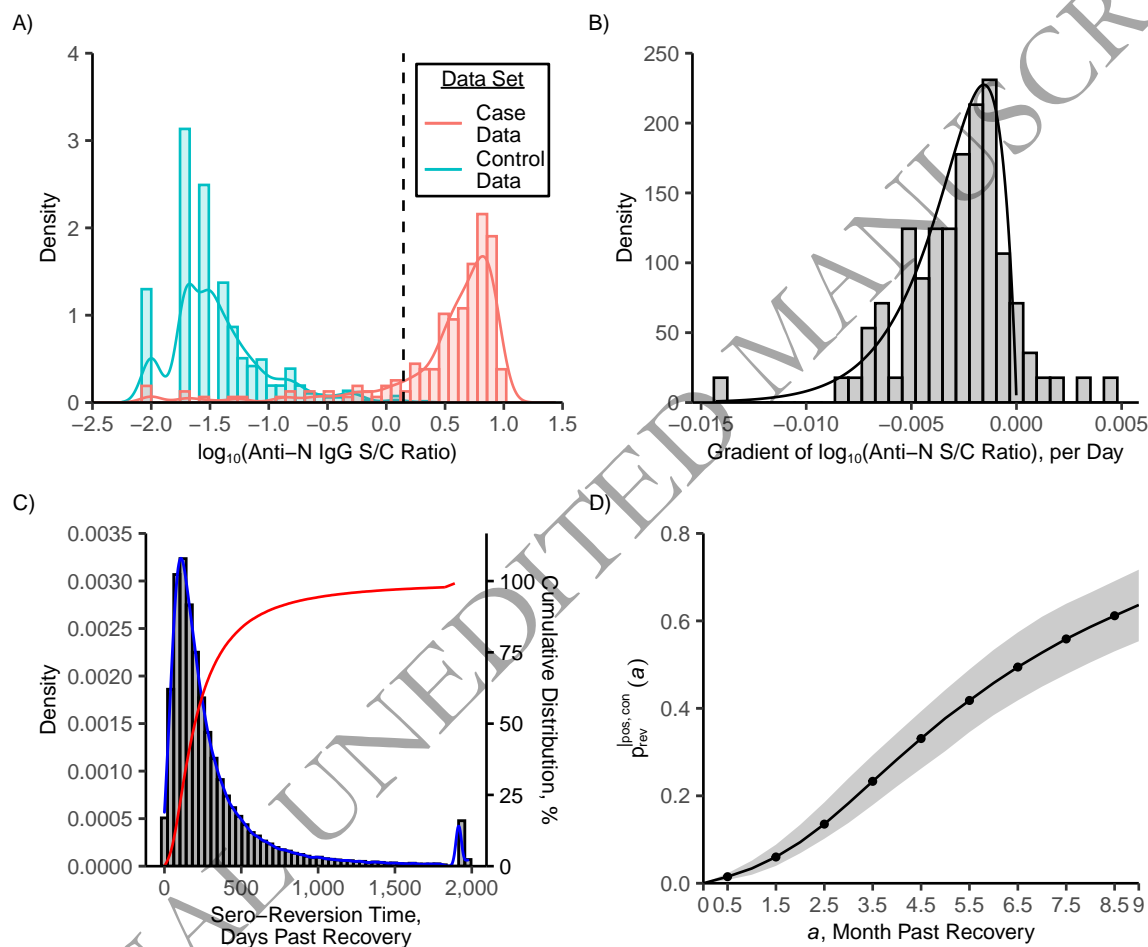 A)
4
3
2
1
0
Density
−2.5 −2.0 −1.5 −1.0 −0.5 0.0 0.5 1.0 1.5
log10(Anti−N IgG S/C Ratio)
Data Set
Case
Data
Control
Data
B)
250
200
150
100
50
0
Density
−0.015 −0.010 −0.005 0.000 0.005
Gradient of log10(Anti−N S/C Ratio), per Day
C)
0.0035
0.0030
0.0025
0.0020
0.0015
0.0010
0.0005
0.0000
Density
100
75
50
25
0
Cumulative Distribution, %
0 500 1,000 1,500 2,000
Sero−Reversion Time,
Days Past Recovery
D)
0.8
0.6
0.4
0.2
0.0
p rev |pos, con (a)
0 0.5 1.5 2.5 3.5 4.5 5.5 6.5 7.5 8.5 9
a, Month Past Recovery
AL UNEDITED MANUSCR